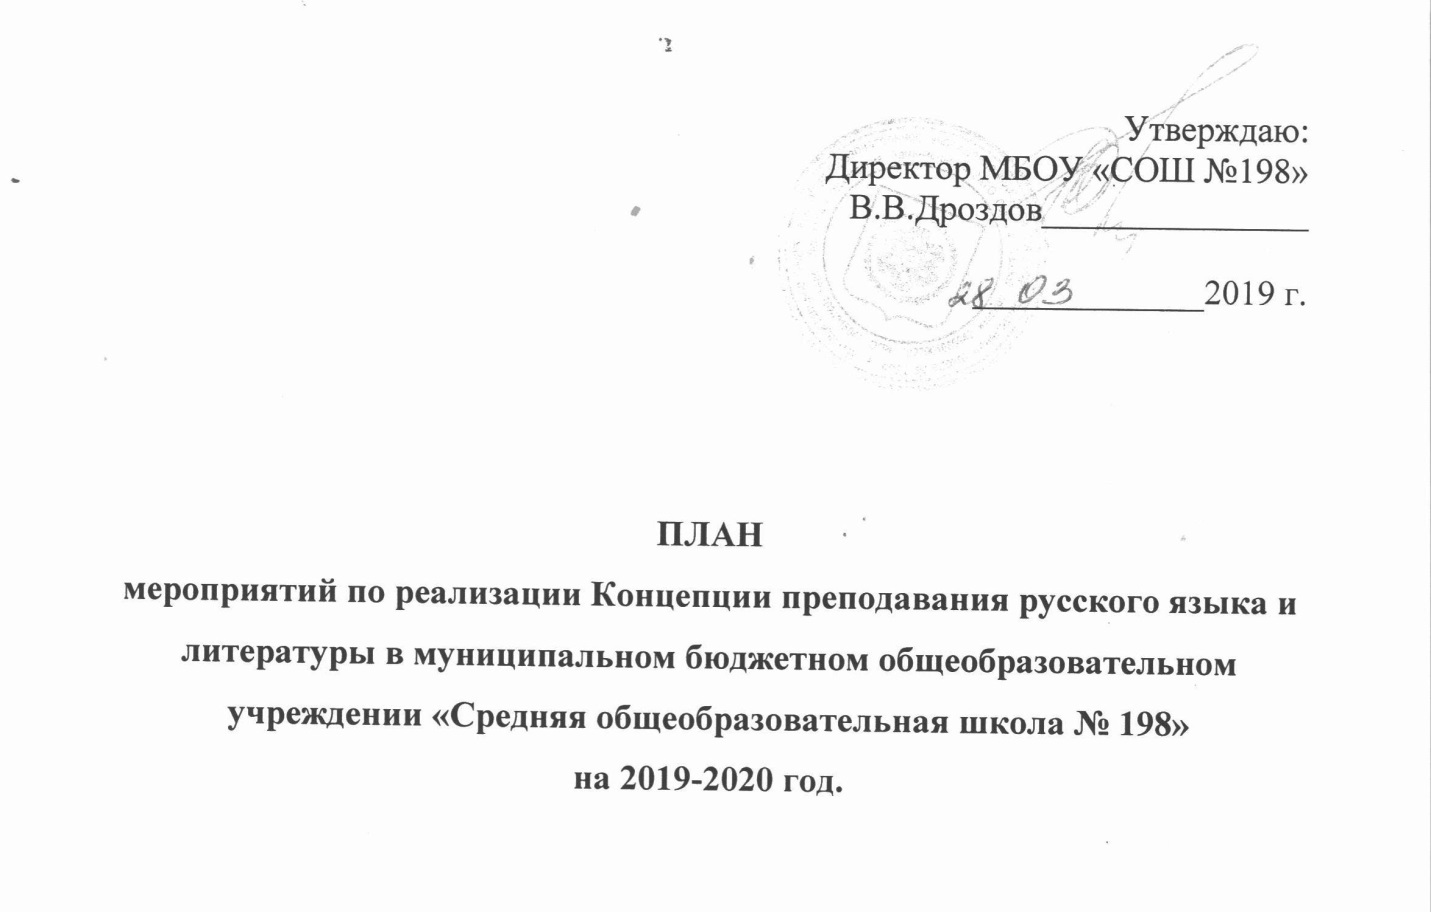 Утверждаю:
Директор МБОУ «СОШ №198»
В.В.Дроздов
28 03 2019 г.
ПЛАН
мероприятий по реализации Концепции преподавания русского языка и
литературы в муниципальном бюджетном общеобразовательном
учреждении «Средняя общеобразовательная школа № 198»
на 2019-2020 год.